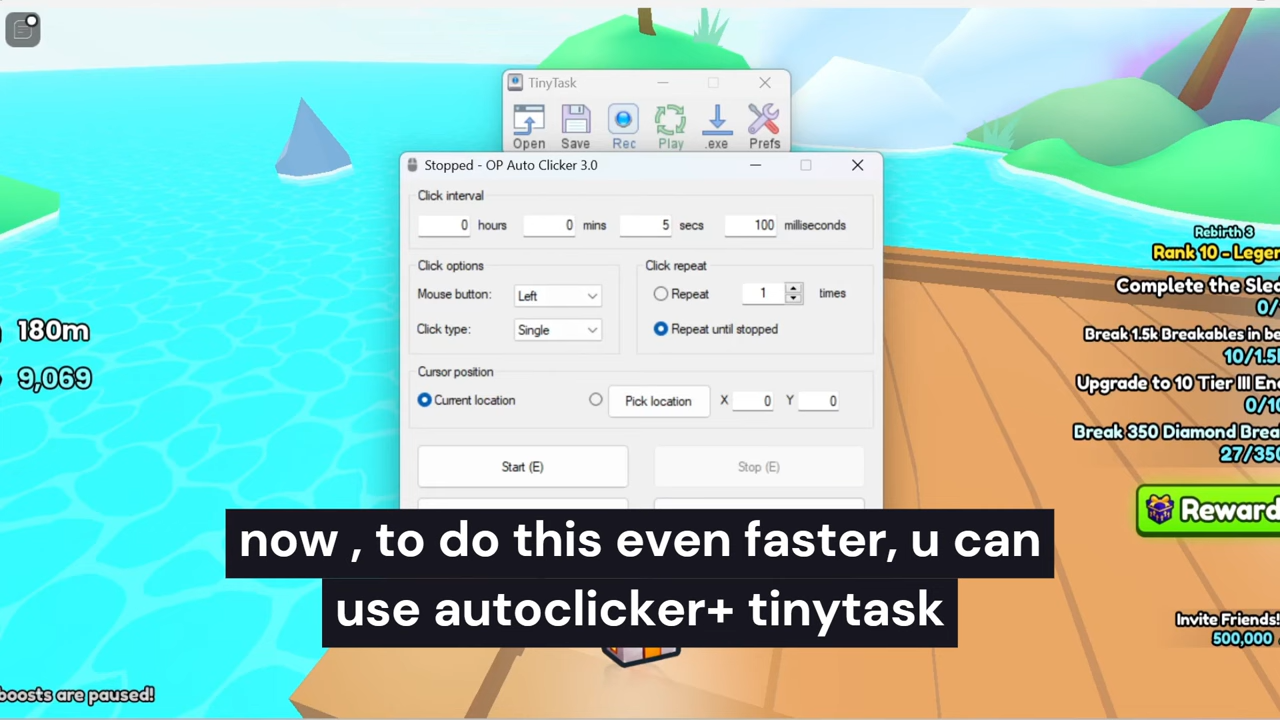 TinyTask
Open Save Rec Play .exe Prefs
Stopped - OP Auto Clicker 3.0
Click interval
0 hours 0 mins 5 secs 100 milliseconds
Click options
Mouse button: Left
Click type: Single
Click repeat
Repeat 1 times
Repeat until stopped
Cursor position
Current location Pick location X 0 Y 0
Start (E) Stop (E)
180m
9,069
Rebirth 3
Rank 10 - Legen
Complete the Sled
0/
Break 1.5k Breakables in be
10/1.5
Upgrade to 10 Tier III En
0/10
Break 350 Diamond Brea
27/350
Reward
now , to do this even faster, u can
use autoclicker+ tinytask
Invite Friends!
500,000
boosts are paused!